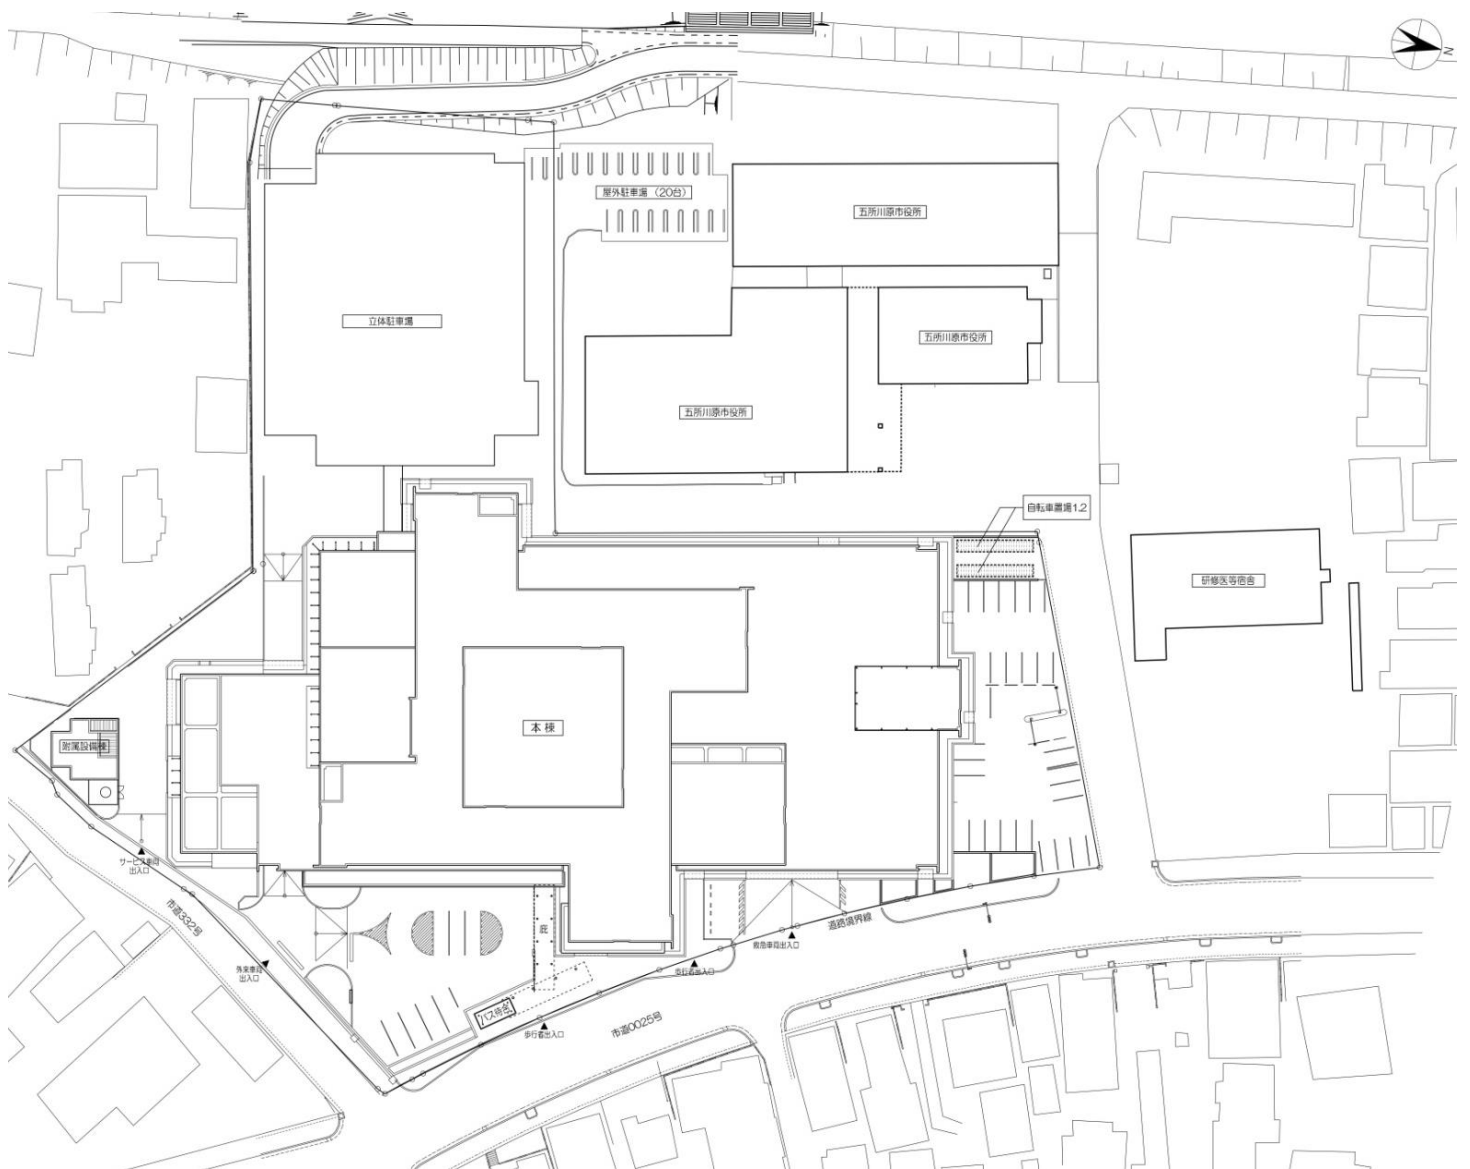 N
屋外駐車場 (20台)
五所川原市役所
立体駐車場
五所川原市役所
五所川原市役所
自転車置場1.2
研修医等宿舎
本棟
附属設備棟
サービス車両
出入口
市道332号
外来車両
出入口
庇
バス待合
歩行者出入口
歩行者出入口
救急車両出入口
道路境界線
市道0025号